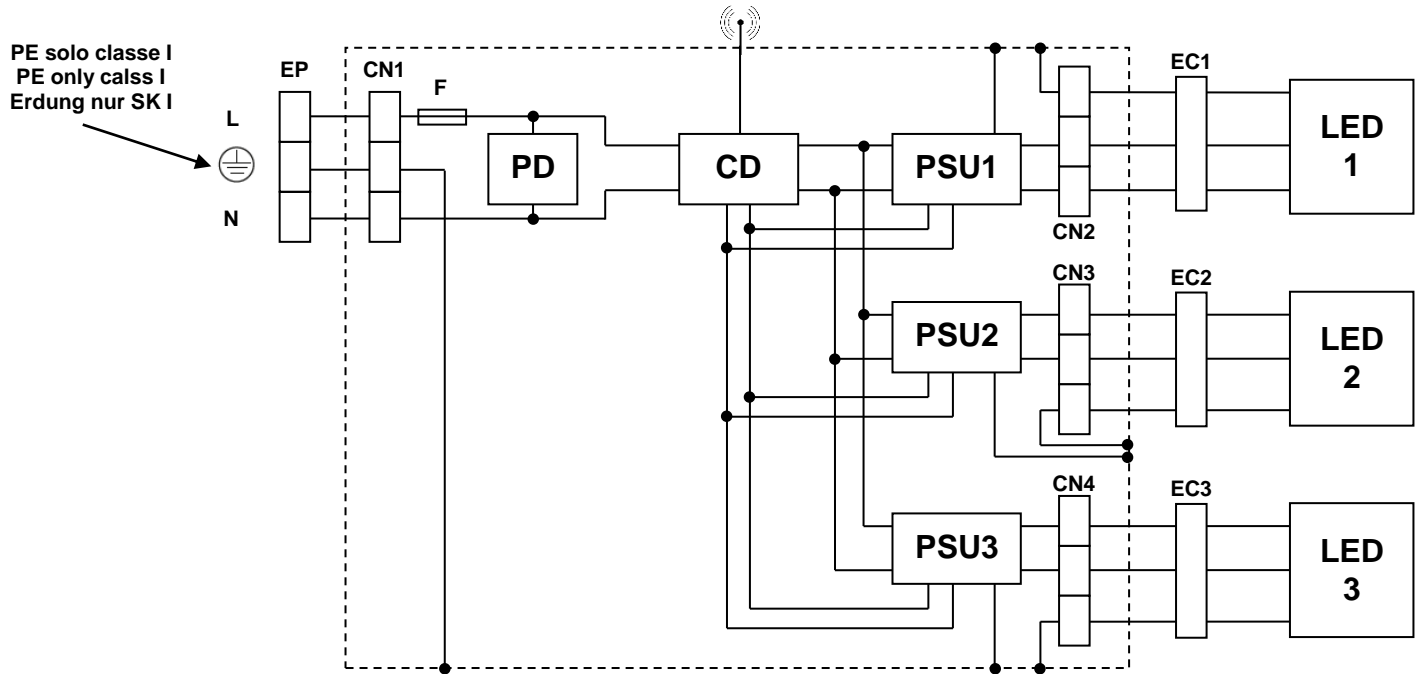 PE solo classe I
PE only calss I
Erdung nur SK I
EP
CN1
F
L
N
PD
CD
PSU1
CN2
EC1
LED
1
PSU2
CN3
EC2
LED
2
PSU3
CN4
EC3
LED
3